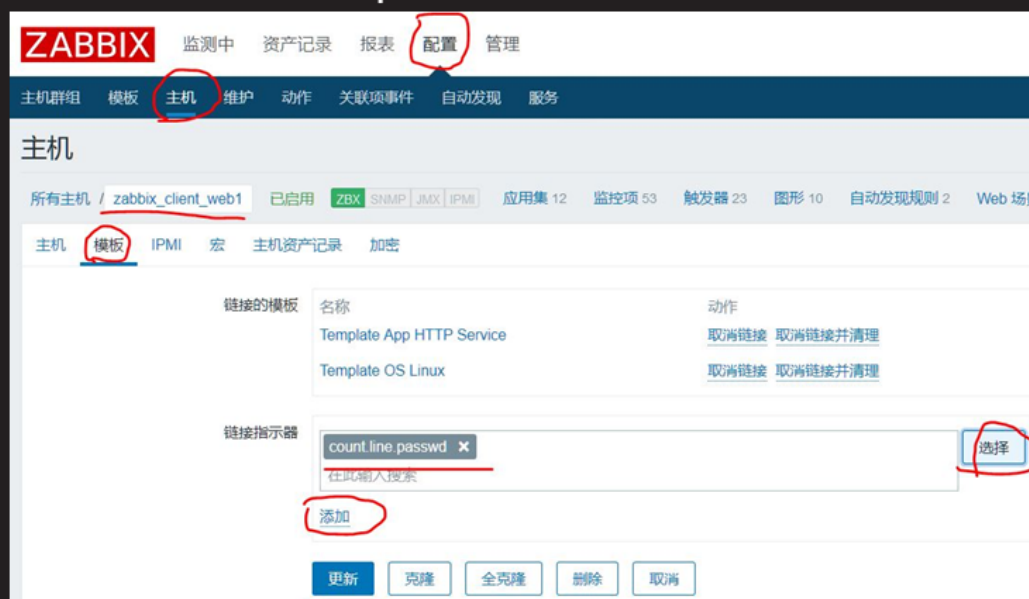 ZABBIX 监测中 资产记录 报表 配置 管理
主机群组 模板 主机 维护 动作 关联项事件 自动发现 服务
主机
所有主机 / zabbix_client_web1 已启用 ZBX SNMP JMX IPMI 应用集 12 监控项 53 触发器 23 图形 10 自动发现规则 2 Web 场
主机 模板 IPMI 宏 主机资产记录 加密
链接的模板 名称 动作
Template App HTTP Service 取消链接 取消链接并清理
Template OS Linux 取消链接 取消链接并清理
链接指示器 count.line.passwd × 选择
在此输入搜索
添加
更新 克隆 全克隆 删除 取消